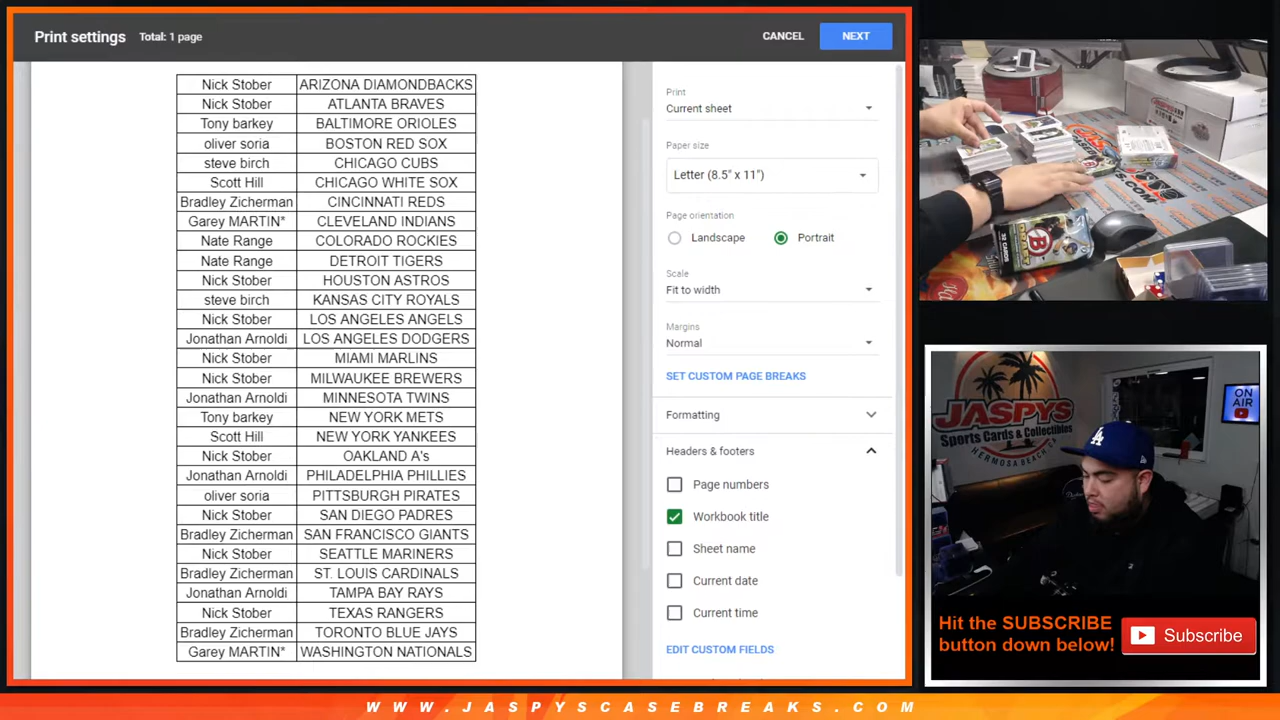 Print settings Total: 1 page CANCEL NEXT
Nick Stober ARIZONA DIAMONDBACKS
Nick Stober ATLANTA BRAVES
Tony barkey BALTIMORE ORIOLES
oliver soria BOSTON RED SOX
steve birch CHICAGO CUBS
Scott Hill CHICAGO WHITE SOX
Bradley Zicherman CINCINNATI REDS
Garey MARTIN* CLEVELAND INDIANS
Nate Range COLORADO ROCKIES
Nate Range DETROIT TIGERS
Nick Stober HOUSTON ASTROS
steve birch KANSAS CITY ROYALS
Nick Stober LOS ANGELES ANGELS
Jonathan Arnoldi LOS ANGELES DODGERS
Nick Stober MIAMI MARLINS
Nick Stober MILWAUKEE BREWERS
Jonathan Arnoldi MINNESOTA TWINS
Tony barkey NEW YORK METS
Scott Hill NEW YORK YANKEES
Nick Stober OAKLAND A's
Jonathan Arnoldi PHILADELPHIA PHILLIES
oliver soria PITTSBURGH PIRATES
Nick Stober SAN DIEGO PADRES
Bradley Zicherman SAN FRANCISCO GIANTS
Nick Stober SEATTLE MARINERS
Bradley Zicherman ST. LOUIS CARDINALS
Jonathan Arnoldi TAMPA BAY RAYS
Nick Stober TEXAS RANGERS
Bradley Zicherman TORONTO BLUE JAYS
Garey MARTIN* WASHINGTON NATIONALS
Print
Current sheet
Paper size
Letter (8.5" x 11")
Page orientation
Landscape Portrait
Scale
Fit to width
Margins
Normal
SET CUSTOM PAGE BREAKS
Formatting
Headers & footers
Page numbers
Workbook title
Sheet name
Current date
Current time
EDIT CUSTOM FIELDS
JASPYS
Sports Cards & Collectibles
HERMOSA BEACH, CA
ON
AIR
LA
Hit the SUBSCRIBE
button down below!
Subscribe
WWW.JASPYSCASEBREAKS.COM